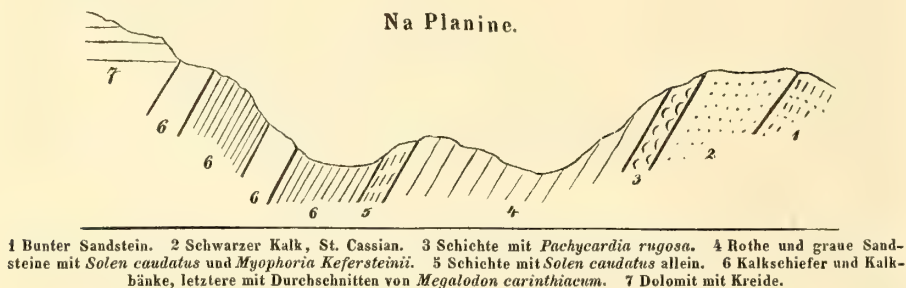 Na Planine.
7
6
6
6
6
5
4
3
2
1
1 Bunter Sandstein. 2 Schwarzer Kalk, St. Cassian. 3 Schichte mit Pachycardia rugosa. 4 Rothe und graue Sand-
steine mit Solen caudatus und Myophoria Kefersteinii. 5 Schichte mit Solen caudatus allein. 6 Kalkschiefer und Kalk-
bänke, letztere mit Durchschnitten von Megalodon carinthiacum. 7 Dolomit mit Kreide.